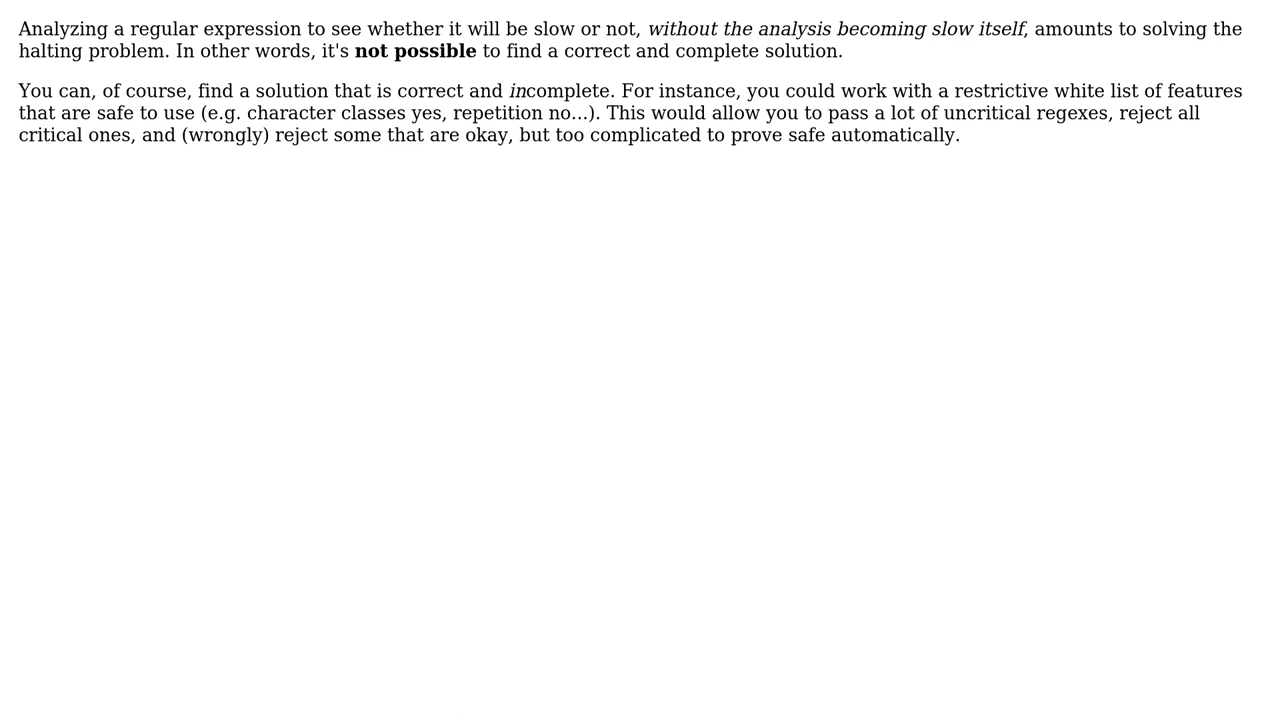 Analyzing a regular expression to see whether it will be slow or not, without the analysis becoming slow itself, amounts to solving the
halting problem. In other words, it's not possible to find a correct and complete solution.
You can, of course, find a solution that is correct and incomplete. For instance, you could work with a restrictive white list of features
that are safe to use (e.g. character classes yes, repetition no...). This would allow you to pass a lot of uncritical regexes, reject all
critical ones, and (wrongly) reject some that are okay, but too complicated to prove safe automatically.